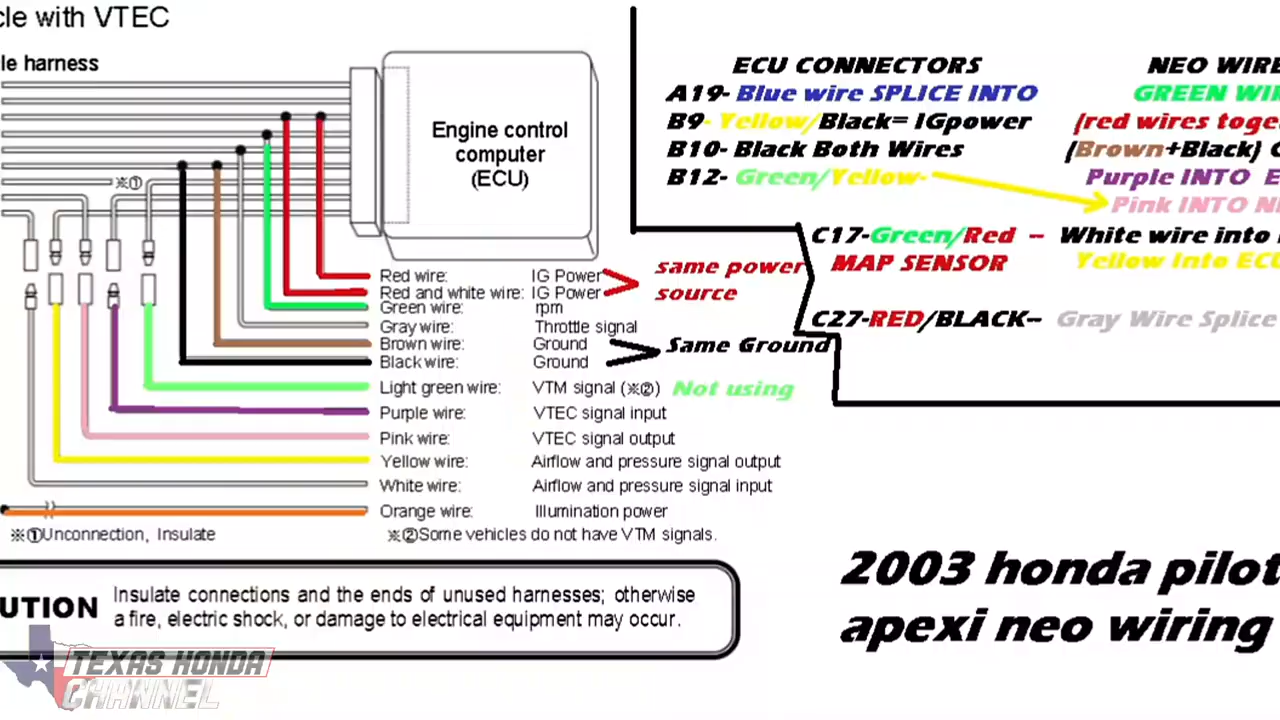 cle with VTEC
le harness
Engine control
computer
(ECU)
Red wire: IG Power
Red and white wire: IG Power
Green wire: rpm
Gray wire: Throttle signal
Brown wire: Ground
Black wire: Ground
Light green wire: VTM signal (※②)
Purple wire: VTEC signal input
Pink wire: VTEC signal output
Yellow wire: Airflow and pressure signal output
White wire: Airflow and pressure signal input
Orange wire: Illumination power
※①
※①Unconnection, Insulate
※②Some vehicles do not have VTM signals.
same power
source
Same Ground
Not using
ECU CONNECTORS NEO WIRE
A19- Blue wire SPLICE INTO GREEN WIR
B9- Yellow/Black= IGpower (red wires toge
B10- Black Both Wires (Brown+Black) G
B12- Green/Yellow- Purple INTO E
Pink INTO N
C17-Green/Red -- White wire into
MAP SENSOR Yellow Into ECU
C27-RED/BLACK-- Gray Wire Splice
UTION
Insulate connections and the ends of unused harnesses; otherwise
a fire, electric shock, or damage to electrical equipment may occur.
2003 honda pilot
apexi neo wiring
TEXAS HONDA
CHANNEL